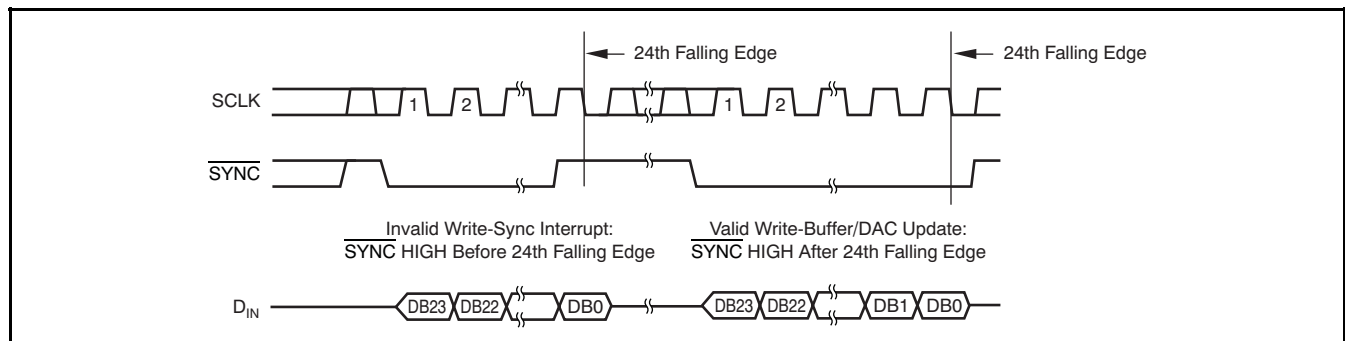 24th Falling Edge
24th Falling Edge
SCLK
1
2
1
2
SYNC
Invalid Write-Sync Interrupt:
SYNC HIGH Before 24th Falling Edge
Valid Write-Buffer/DAC Update:
SYNC HIGH After 24th Falling Edge
DIN
DB23
DB22
DB0
DB23
DB22
DB1
DB0